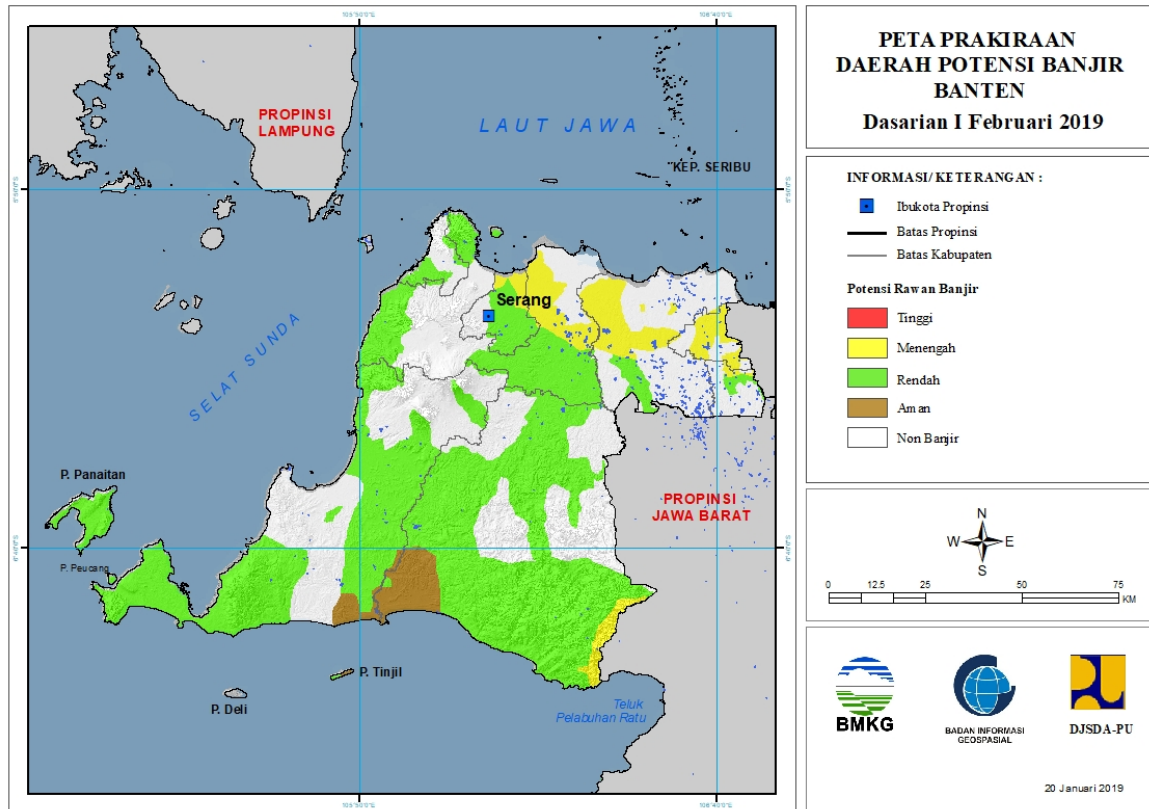 PETA PRAKIRAAN
DAERAH POTENSI BANJIR
BANTEN
Dasarian I Februari 2019
INFORMASI/ KETERANGAN :
Ibukota Propinsi
Batas Propinsi
Batas Kabupaten
Potensi Rawan Banjir
Tinggi
Menengah
Rendah
Aman
Non Banjir
N
W E
S
0 12.5 25 50 75
KM
BMKG
BADAN INFORMASI
GEOSPASIAL
DJSDA-PU
20 Januari 2019
PROPINSI
LAMPUNG
LAUT JAWA
KEP. SERIBU
Serang
SELAT SUNDA
P. Panaitan
P. Peucang
PROPINSI
JAWA BARAT
P. Tinjil
P. Deli
Teluk
Pelabuhan Ratu